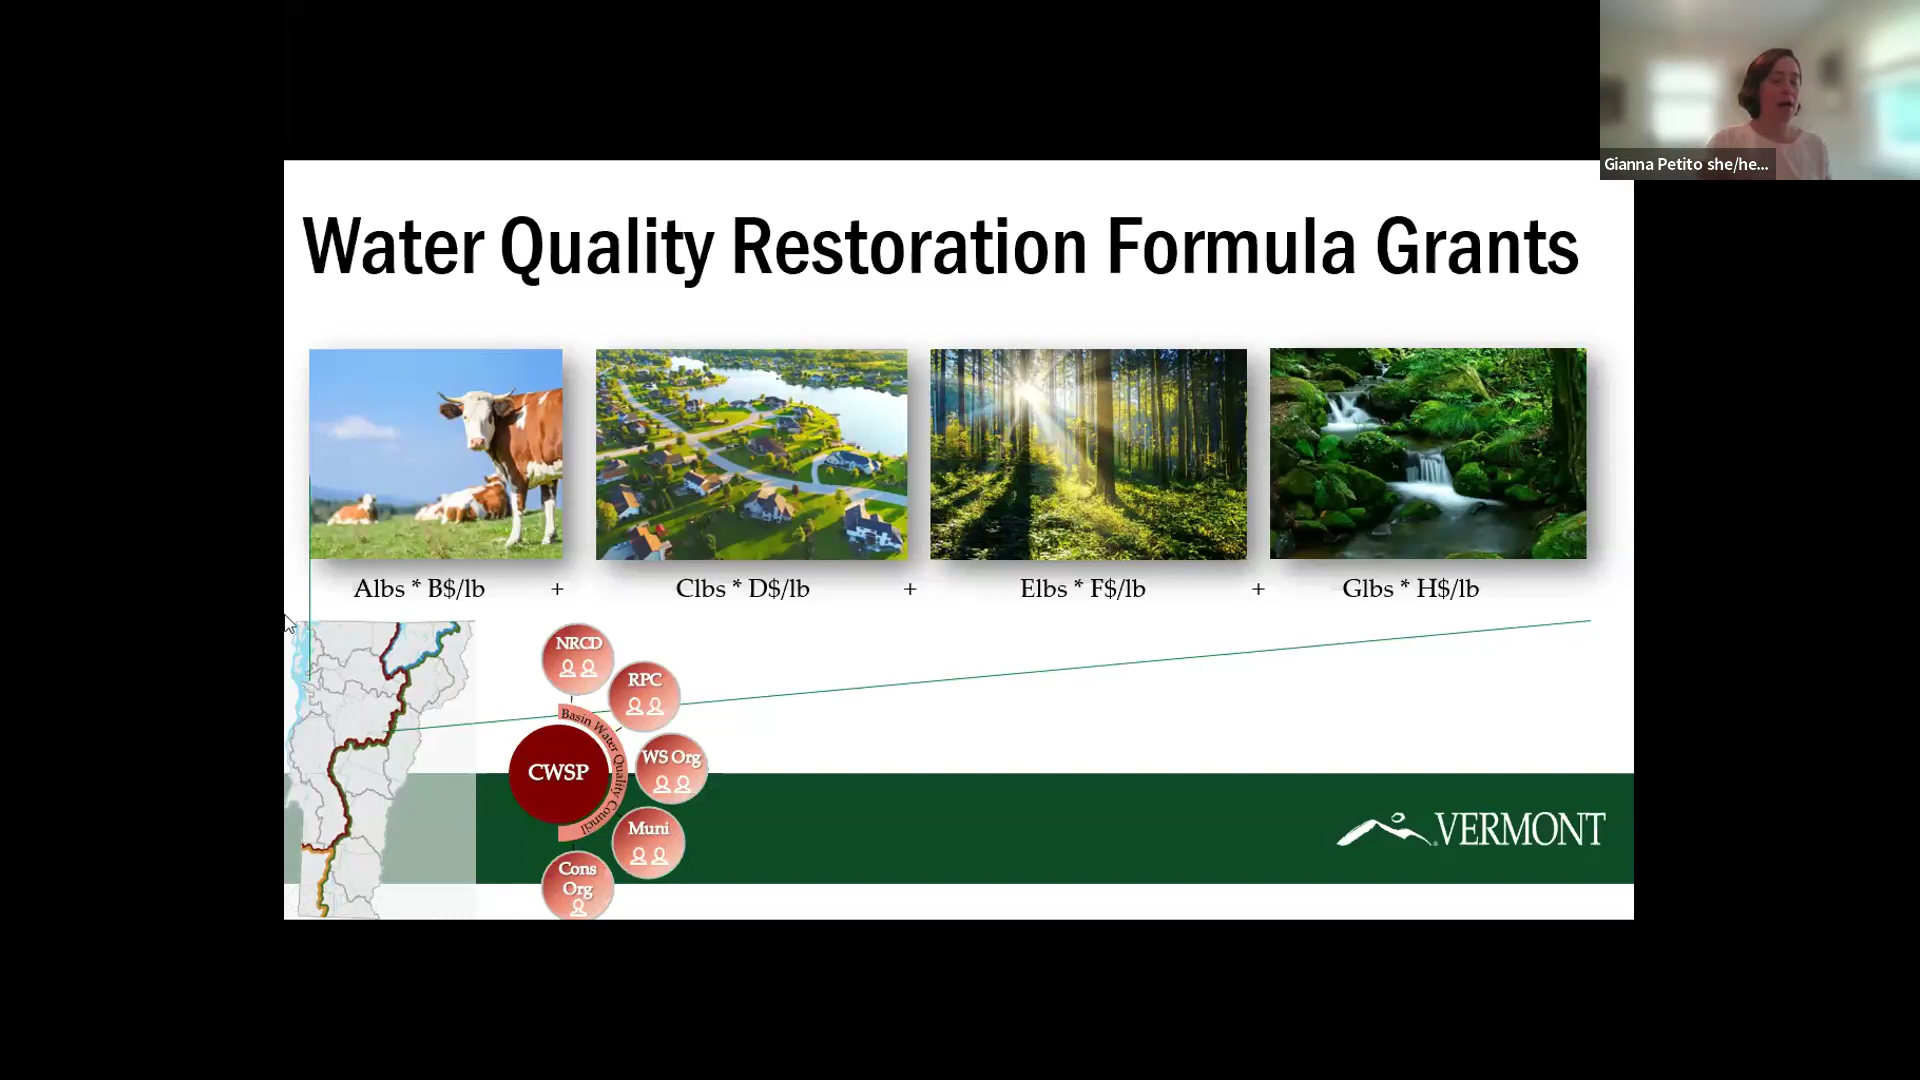 Gianna Petito she/he...
Water Quality Restoration Formula Grants
Albs * B$/lb + Clbs * D$/lb + Elbs * F$/lb + Glbs * H$/lb
NRCD
RPC
Basin Water Quality Council
WS Org
CWSP
Muni
Cons
Org
VERMONT